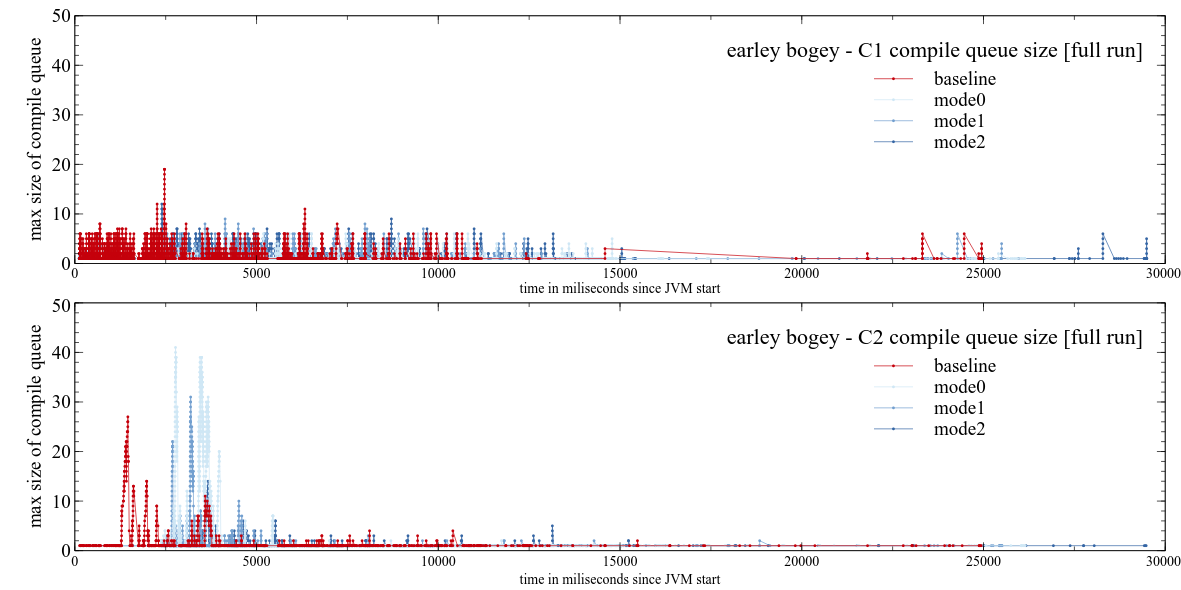 earley bogey - C1 compile queue size [full run]
baseline
mode0
mode1
mode2
max size of compile queue
50
40
30
20
10
0
0 5000 10000 15000 20000 25000 30000
time in miliseconds since JVM start
earley bogey - C2 compile queue size [full run]
baseline
mode0
mode1
mode2
max size of compile queue
50
40
30
20
10
0
0 5000 10000 15000 20000 25000 30000
time in miliseconds since JVM start